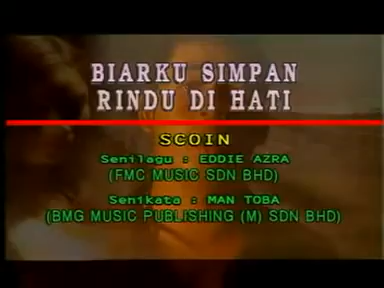 BIARKU SIMPAN
RINDU DI HATI
SCOIN
Senilagu : EDDIE AZRA
(FMC MUSIC SDN BHD)
Senikata : MAN TOBA
(BMG MUSIC PUBLISHING (M) SDN BHD)